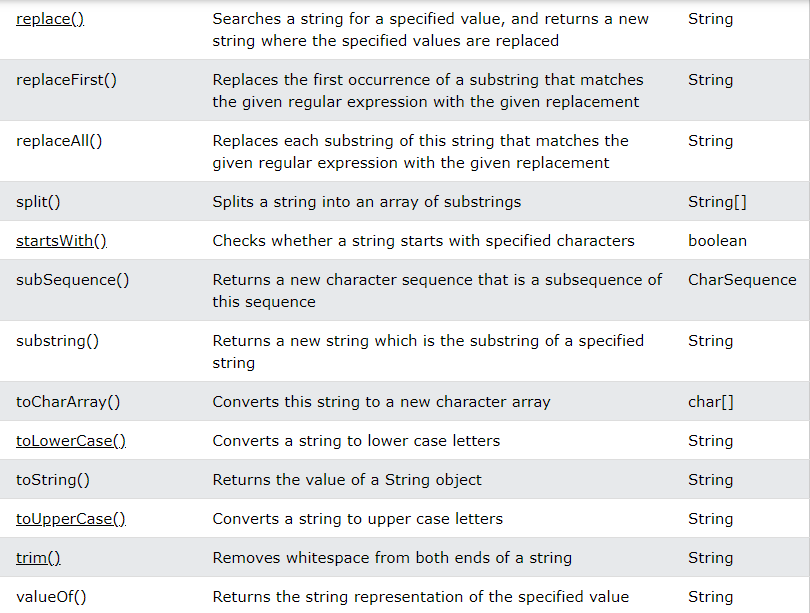 replace() Searches a string for a specified value, and returns a new String
string where the specified values are replaced
replaceFirst() Replaces the first occurrence of a substring that matches String
the given regular expression with the given replacement
replaceAll() Replaces each substring of this string that matches the String
given regular expression with the given replacement
split() Splits a string into an array of substrings String[]
startsWith() Checks whether a string starts with specified characters boolean
subSequence() Returns a new character sequence that is a subsequence of CharSequence
this sequence
substring() Returns a new string which is the substring of a specified String
string
toCharArray() Converts this string to a new character array char[]
toLowerCase() Converts a string to lower case letters String
toString() Returns the value of a String object String
toUpperCase() Converts a string to upper case letters String
trim() Removes whitespace from both ends of a string String
valueOf() Returns the string representation of the specified value String